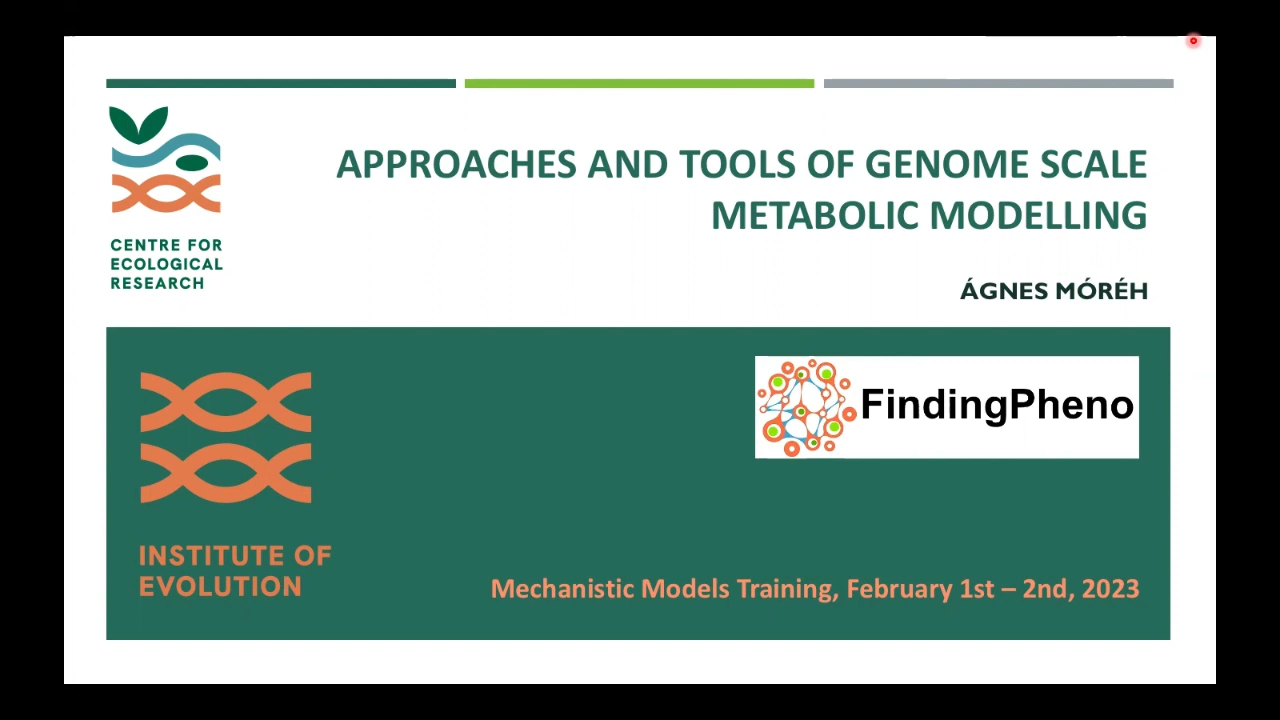 APPROACHES AND TOOLS OF GENOME SCALE
METABOLIC MODELLING
ÁGNES MÓRÉH
CENTRE FOR
ECOLOGICAL
RESEARCH
FindingPheno
INSTITUTE OF
EVOLUTION
Mechanistic Models Training, February 1st – 2nd, 2023